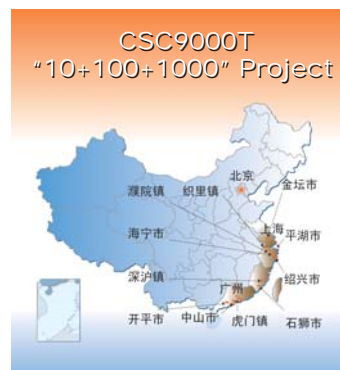 CSC9000T
“10+100+1000” Project
北京
濮院镇 织里镇 金坛市
海宁市 上海 平湖市
深沪镇 广州 绍兴市
开平市 中山市 虎门镇 石狮市